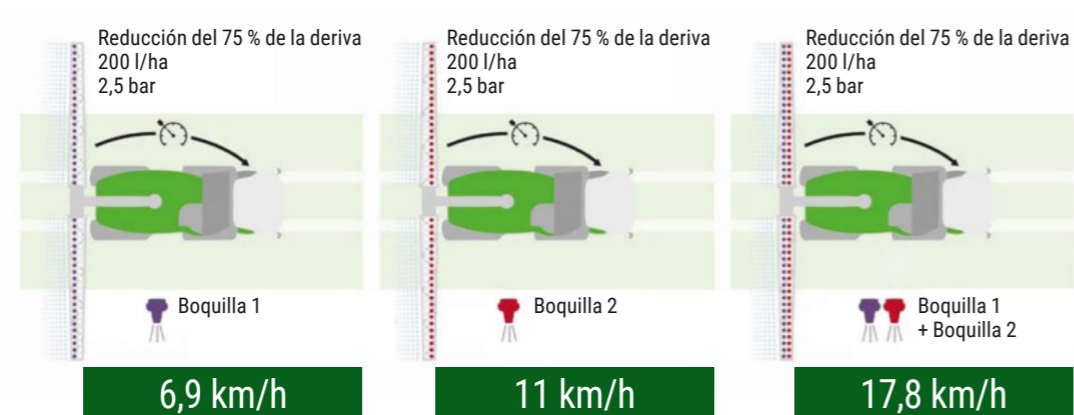 Reducción del 75 % de la deriva
200 l/ha
2,5 bar
Boquilla 1
6,9 km/h
Reducción del 75 % de la deriva
200 l/ha
2,5 bar
Boquilla 2
11 km/h
Reducción del 75 % de la deriva
200 l/ha
2,5 bar
Boquilla 1
+ Boquilla 2
17,8 km/h